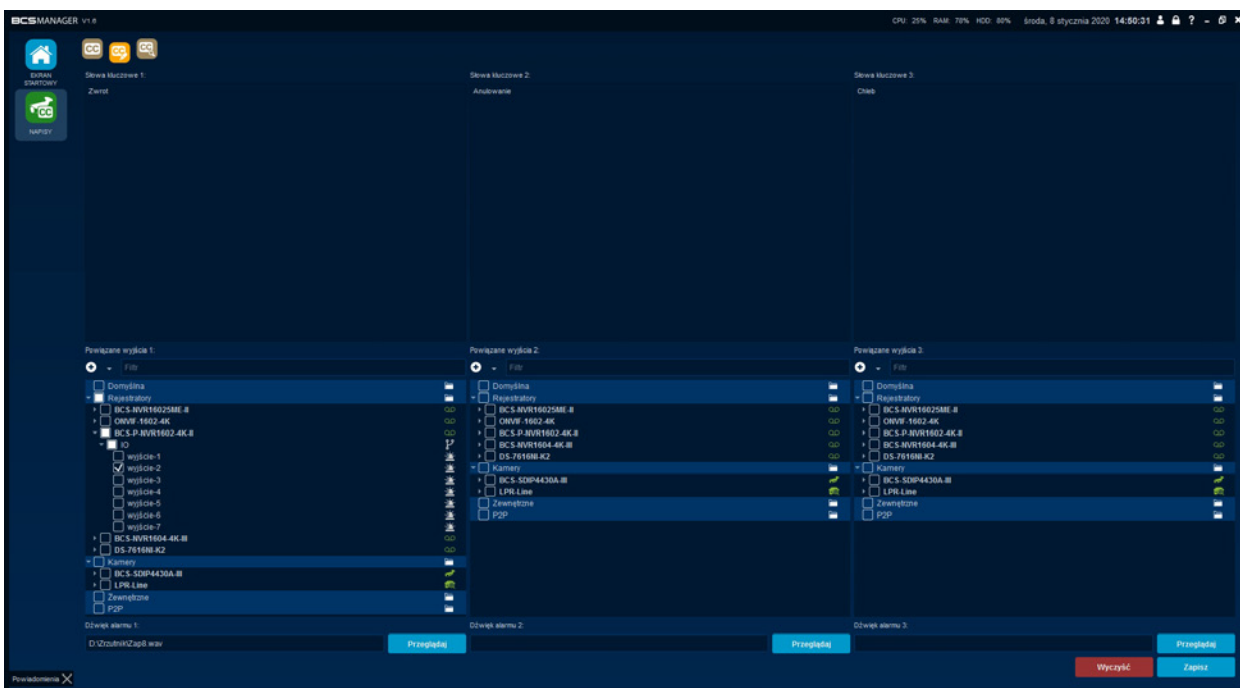 BCSMANAGER V1.0 CPU: 25% RAM: 70% HDD: 80% środa, 8 stycznia 2020 14:50:31 ?
EKRAN
STARTOWY
NAPISY
CC CC CC
CC
Słowa kluczowe 1: Słowa kluczowe 2: Słowa kluczowe 3:
Zwrot Anulowanie Chleb
Powiązane wyjścia 1: Powiązane wyjścia 2: Powiązane wyjścia 3:
Filtr Filtr Filtr
Domyślna
Rejestratory
BCS-NVR16025ME-II
ONVIF-1602-4K
BCS-P-NVR1602-4K-II
IO
wyjście-1
wyjście-2
wyjście-3
wyjście-4
wyjście-5
wyjście-6
wyjście-7
BCS-NVR1604-4K-III
DS-7616NI-K2
Kamery
BCS-SDIP4430A-III
LPR-Line
Zewnętrzne
P2P
Domyślna
Rejestratory
BCS-NVR16025ME-II
ONVIF-1602-4K
BCS-P-NVR1602-4K-II
BCS-NVR1604-4K-III
DS-7616NI-K2
Kamery
BCS-SDIP4430A-III
LPR-Line
Zewnętrzne
P2P
Domyślna
Rejestratory
BCS-NVR16025ME-II
ONVIF-1602-4K
BCS-P-NVR1602-4K-II
BCS-NVR1604-4K-III
DS-7616NI-K2
Kamery
BCS-SDIP4430A-III
LPR-Line
Zewnętrzne
P2P
Dźwięk alarmu 1: Dźwięk alarmu 2: Dźwięk alarmu 3:
D:\Zrzutnik\Zap8.wav Przeglądaj Przeglądaj Przeglądaj
Wyczyść Zapisz
Powiadomienia